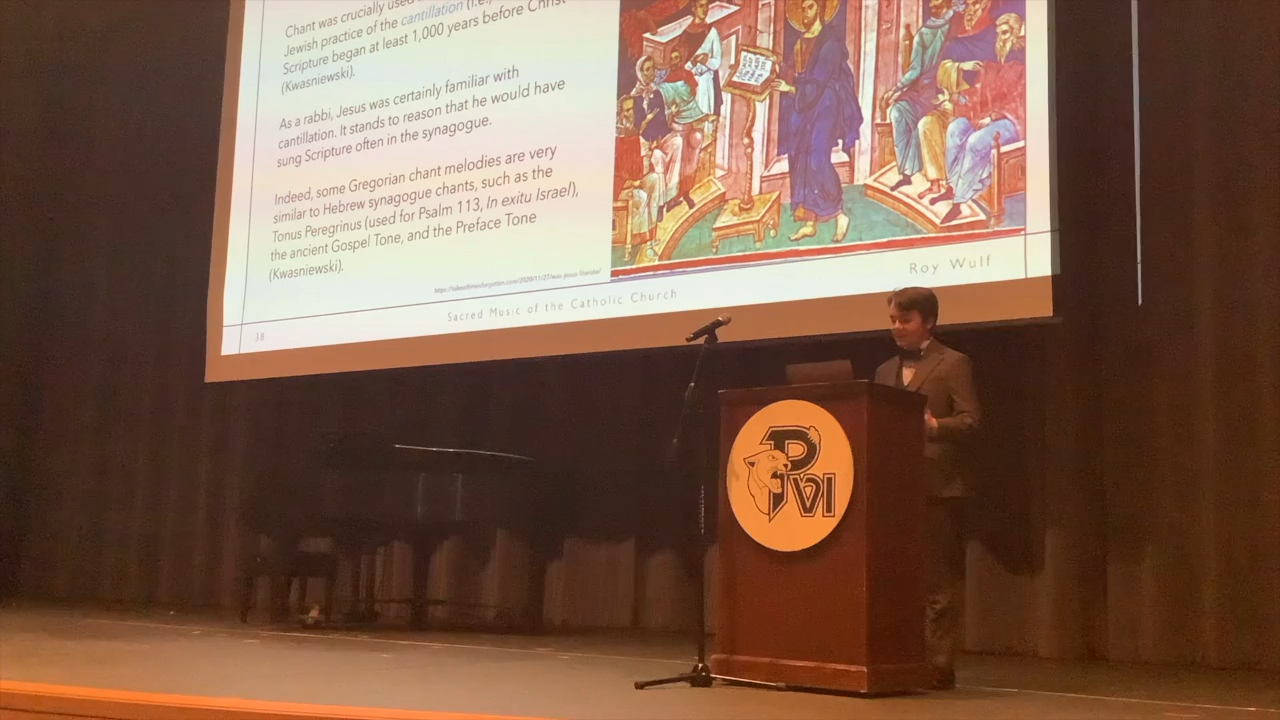 Chant was crucially used
Jewish practice of the cantillation (i.e.,
Scripture began at least 1,000 years before Christ
(Kwasniewski).
As a rabbi, Jesus was certainly familiar with
cantillation. It stands to reason that he would have
sung Scripture often in the synagogue.
Indeed, some Gregorian chant melodies are very
similar to Hebrew synagogue chants, such as the
Tonus Peregrinus (used for Psalm 113, In exitu Israel),
the ancient Gospel Tone, and the Preface Tone
(Kwasniewski).
38
Sacred Music of the Catholic Church
Roy Wulf
PVI